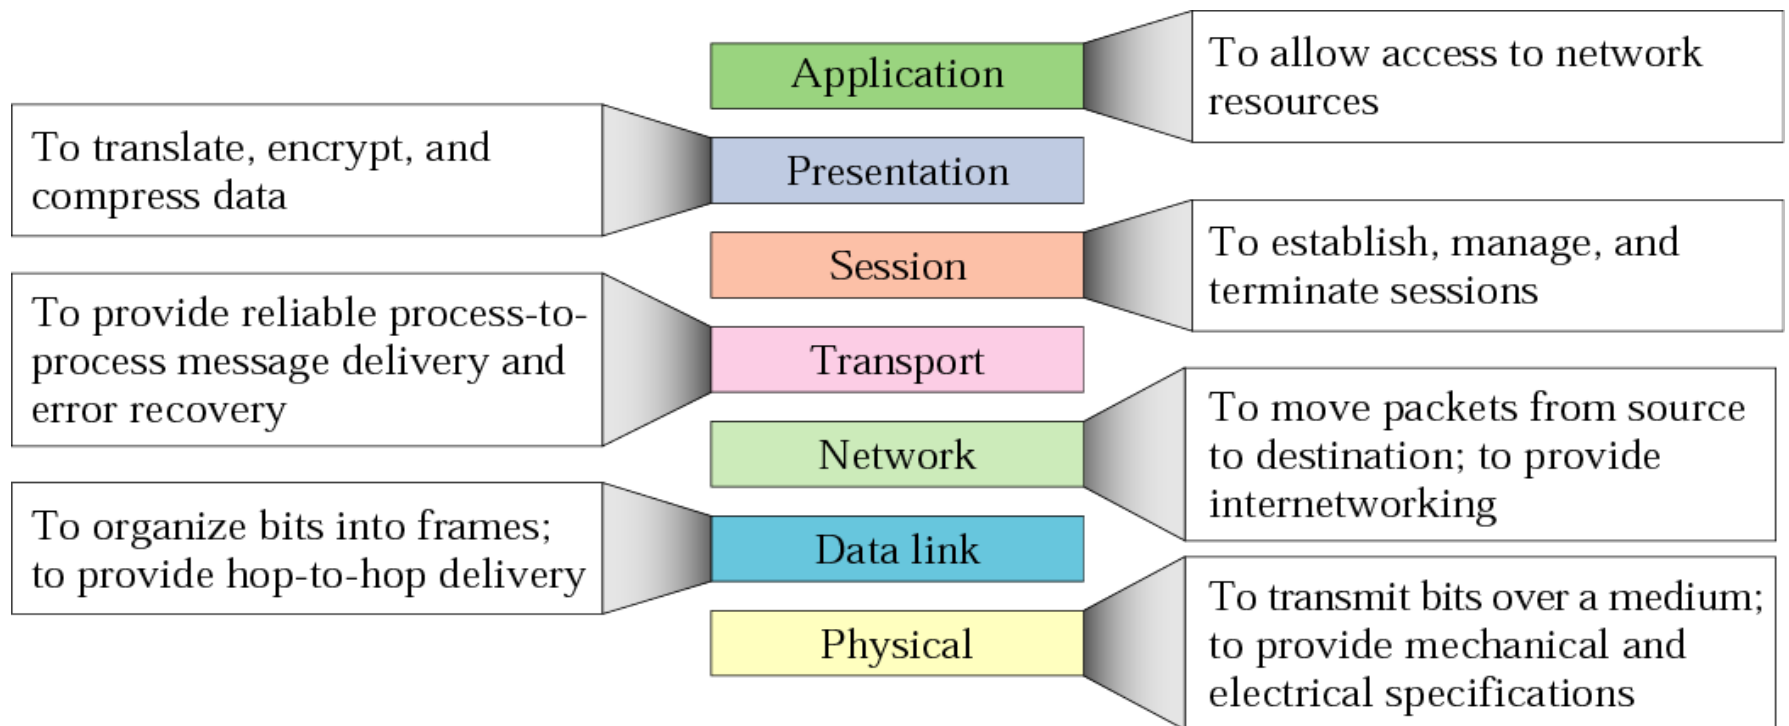 Application
To allow access to network
resources
To translate, encrypt, and
compress data
Presentation
Session
To establish, manage, and
terminate sessions
To provide reliable process-to-
process message delivery and
error recovery
Transport
Network
To move packets from source
to destination; to provide
internetworking
To organize bits into frames;
to provide hop-to-hop delivery
Data link
Physical
To transmit bits over a medium;
to provide mechanical and
electrical specifications